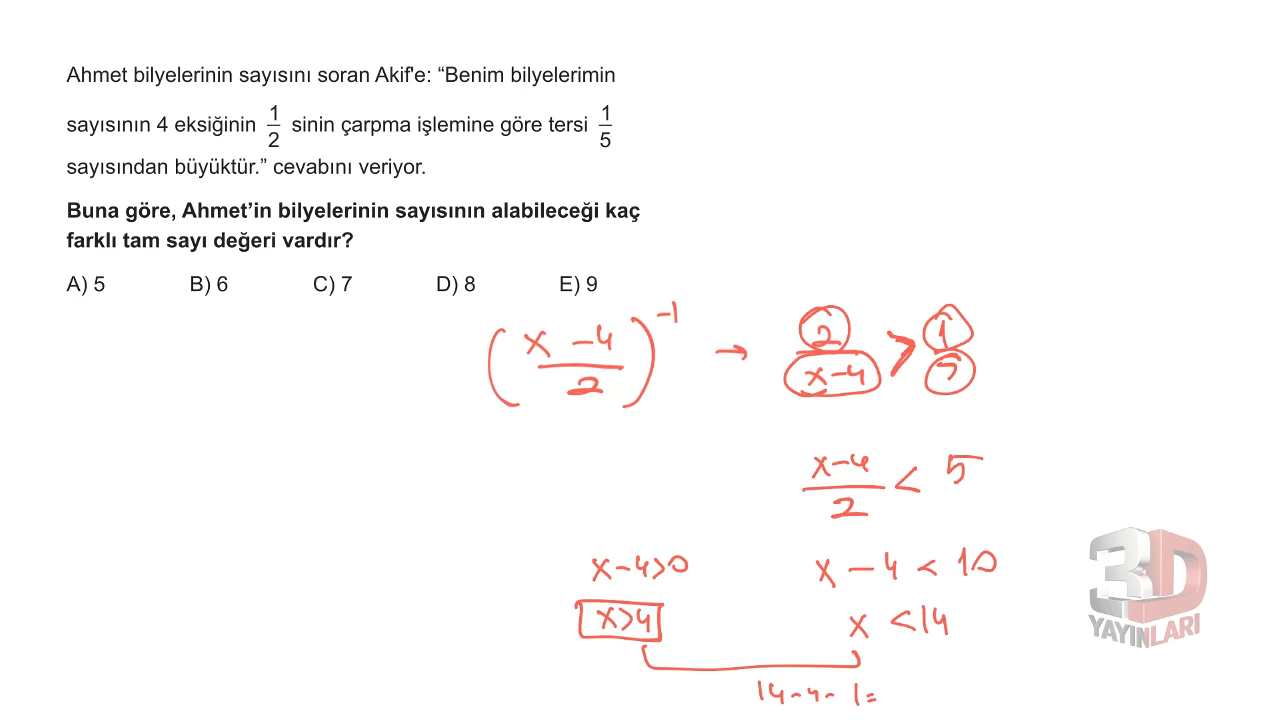 Ahmet bilyelerinin sayısını soran Akif'e: “Benim bilyelerimin
sayısının 4 eksiğinin 1/2 sinin çarpma işlemine göre tersi 1/5
sayısından büyüktür.” cevabını veriyor.
Buna göre, Ahmet’in bilyelerinin sayısının alabileceği kaç
farklı tam sayı değeri vardır?
A) 5 B) 6 C) 7 D) 8 E) 9
((x-4)/2)^-1 → 2/(x-4) > 1/5
(x-4)/2 < 5
x-4>0 x-4<10
x>4 x<14
14-4-1=
3D
YAYINLARI